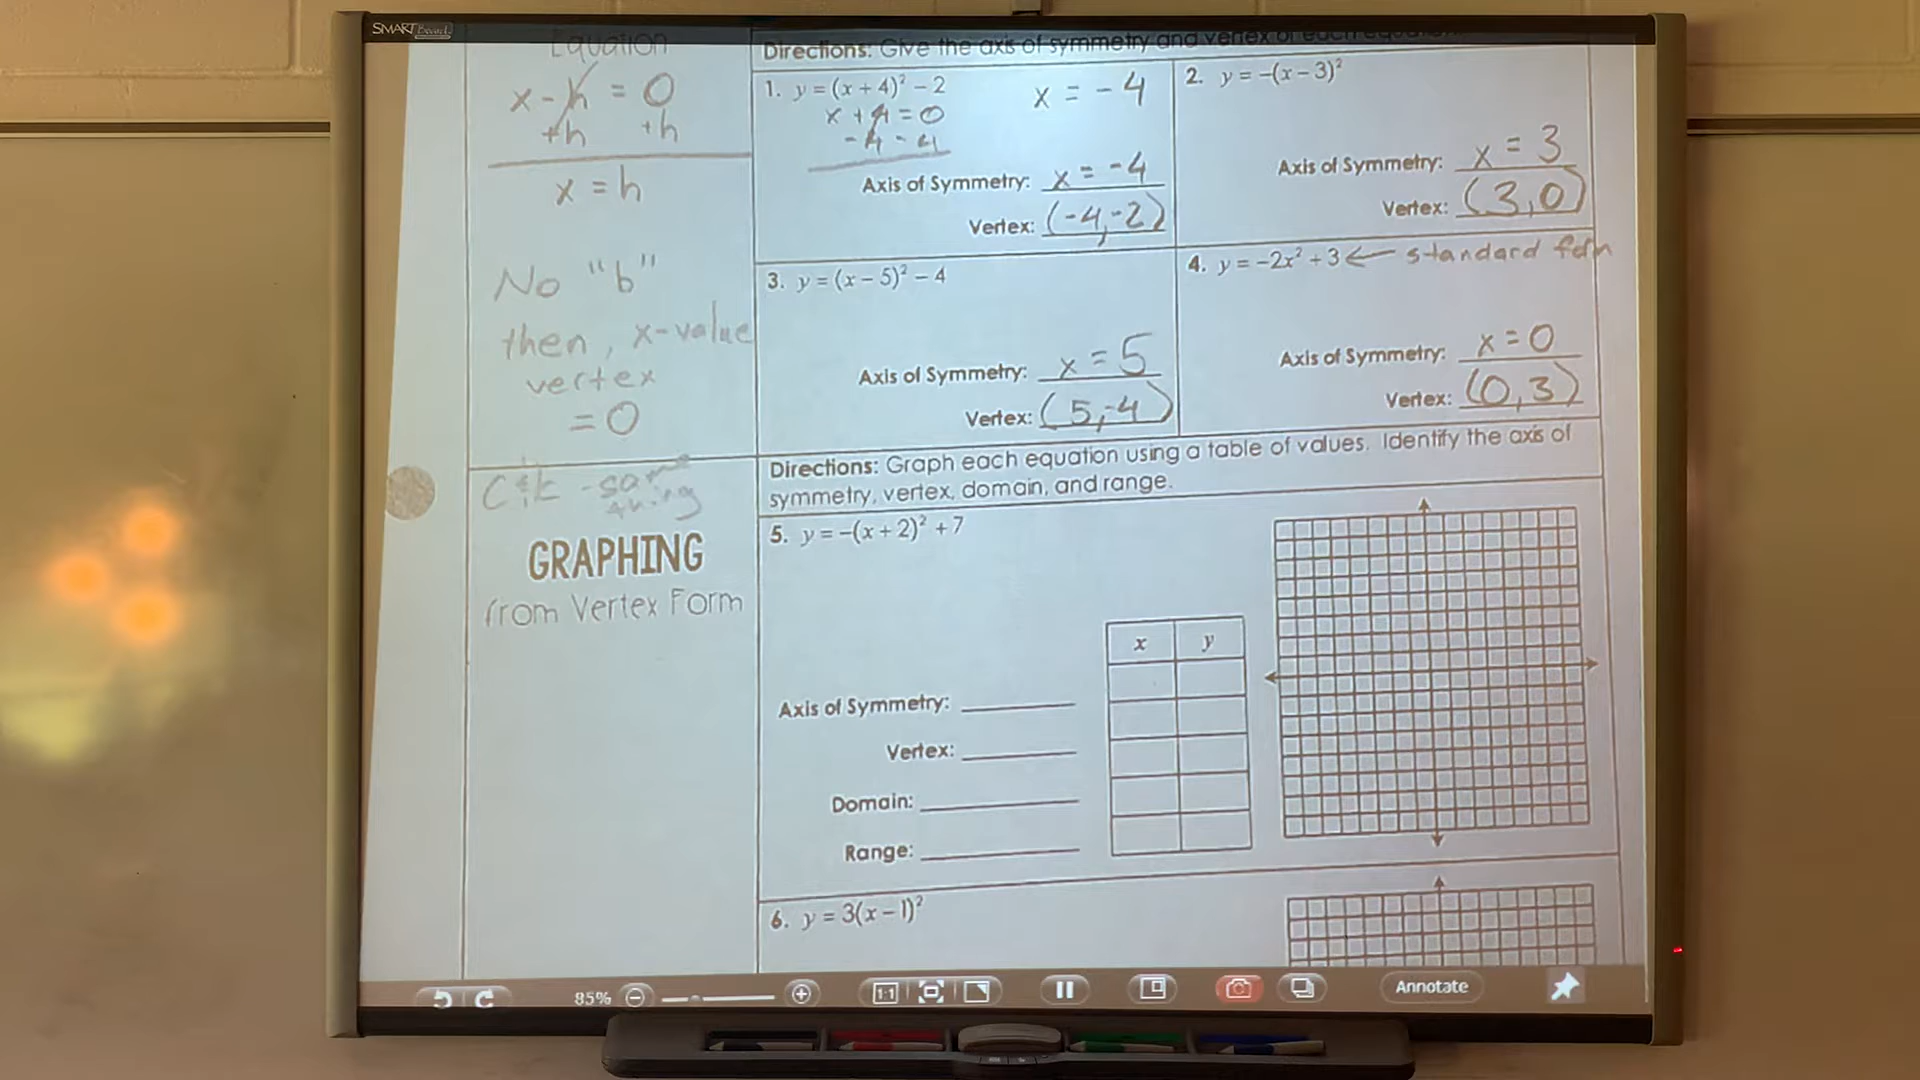 SMART Board
Equation
x - h = 0
+h +h
x = h
No "b"
then, x-value
vertex
= 0
C & k - same
thing
GRAPHING
from Vertex Form
Directions: Give the axis of symmetry and vertex of each equation.
1. y = (x + 4)² − 2
x = -4
x + 4 = 0
-4 -4
Axis of Symmetry: x = -4
Vertex: (-4,-2)
2. y = −(x − 3)²
Axis of Symmetry: x = 3
Vertex: (3,0)
3. y = (x − 5)² − 4
Axis of Symmetry: x = 5
Vertex: (5,-4)
4. y = −2x² + 3 ← standard form
Axis of Symmetry: x = 0
Vertex: (0,3)
Directions: Graph each equation using a table of values. Identify the axis of
symmetry, vertex, domain, and range.
5. y = −(x + 2)² + 7
x y
Axis of Symmetry:
Vertex:
Domain:
Range:
6. y = 3(x − 1)²
85%
1:1
Annotate